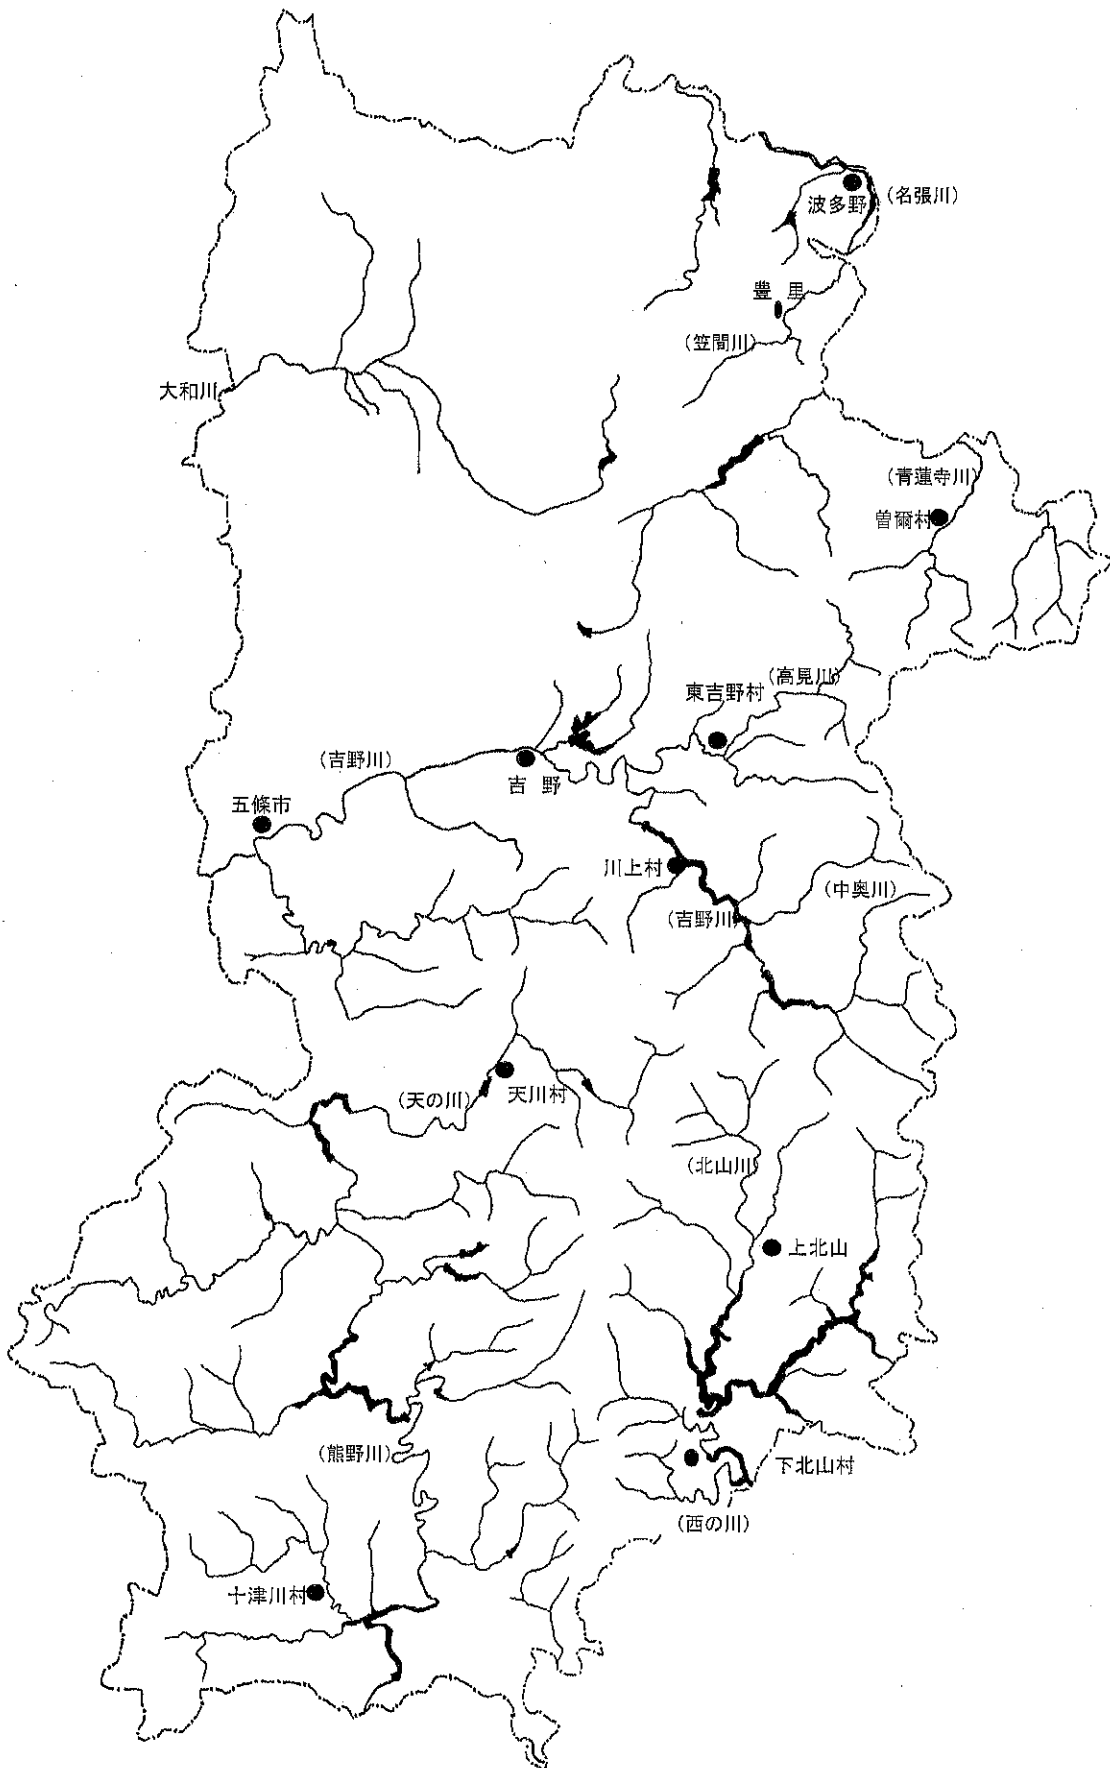 波多野
(名張川)
豊里
(笠間川)
大和川
(青蓮寺川)
曽爾村
(高見川)
東吉野村
(吉野川)
吉野
五條市
川上村
(中奥川)
(吉野川)
(天の川)
天川村
(北山川)
上北山
(熊野川)
下北山村
(西の川)
十津川村